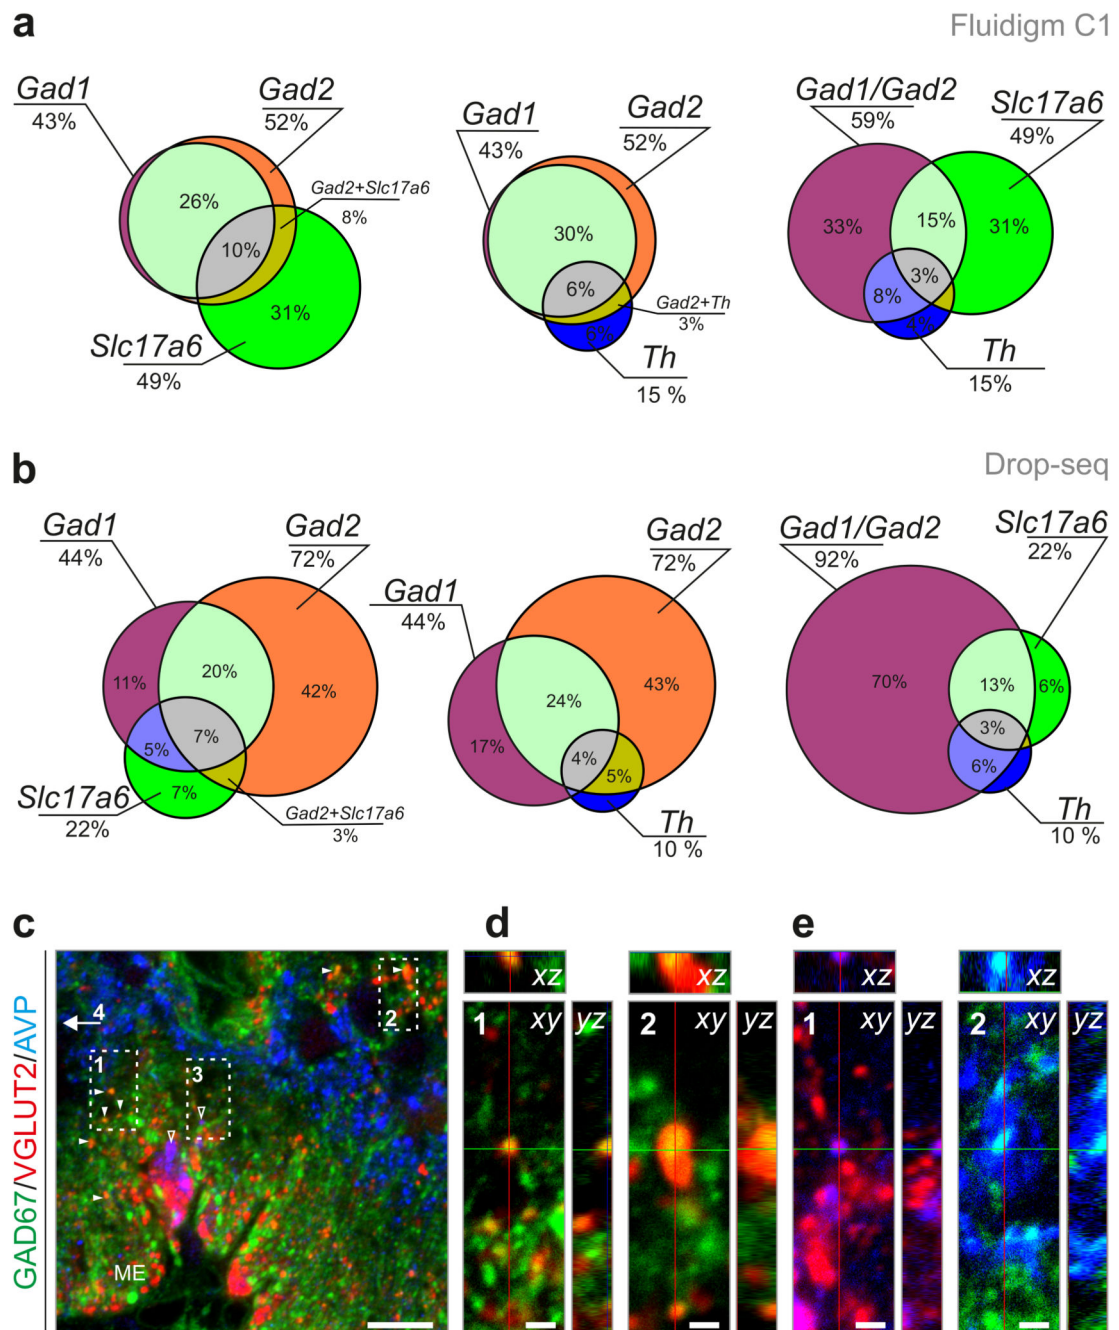 a
Fluidigm C1
Gad1
43%
Gad2
52%
26%
Gad2+Slc17a6
8%
10%
31%
Slc17a6
49%
Gad1
43%
Gad2
52%
30%
6%
Gad2+Th
3%
6%
Th
15 %
Gad1/Gad2
59%
Slc17a6
49%
33%
15%
31%
3%
8%
4%
Th
15%
b
Drop-seq
Gad1
44%
Gad2
72%
11%
20%
42%
5%
7%
7%
Slc17a6
22%
Gad2+Slc17a6
3%
Gad1
44%
Gad2
72%
24%
43%
17%
4%
5%
Th
10 %
Gad1/Gad2
92%
Slc17a6
22%
70%
13%
6%
3%
6%
Th
10 %
c
GAD67/VGLUT2/AVP
4
1
2
3
ME
d
xz
1
xy
yz
xz
2
xy
yz
e
xz
1
xy
yz
xz
2
xy
yz